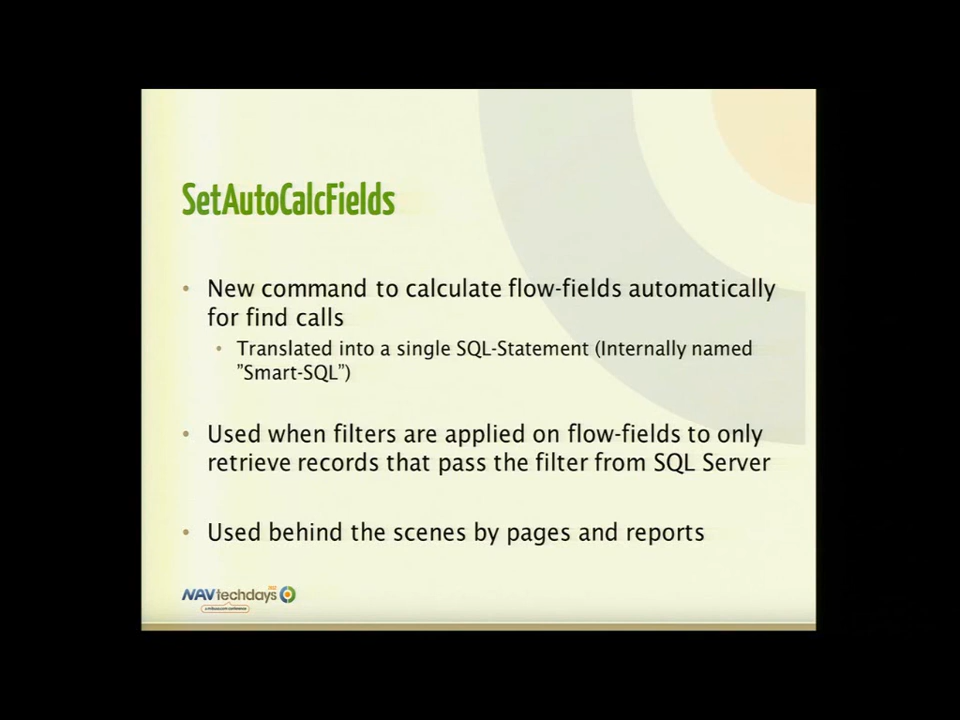 SetAutoCalcFields
• New command to calculate flow-fields automatically
for find calls
• Translated into a single SQL-Statement (Internally named
”Smart-SQL”)
• Used when filters are applied on flow-fields to only
retrieve records that pass the filter from SQL Server
• Used behind the scenes by pages and reports
NAVtechdays